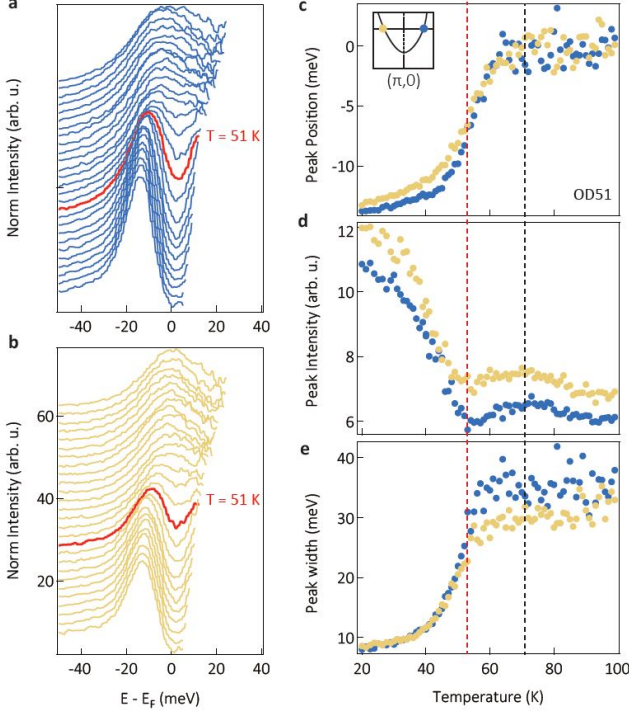 a
Norm Intensity (arb. u.)
T = 51 K
-40 -20 0 20 40
b
Norm Intensity (arb. u.)
60
40
20
T = 51 K
-40 -20 0 20 40
E - EF (meV)
c
Peak Position (meV)
0
-5
-10
(π,0)
OD51
d
Peak Intensity (arb. u.)
12
10
8
6
e
Peak width (meV)
40
30
20
10
20 40 60 80 100
Temperature (K)